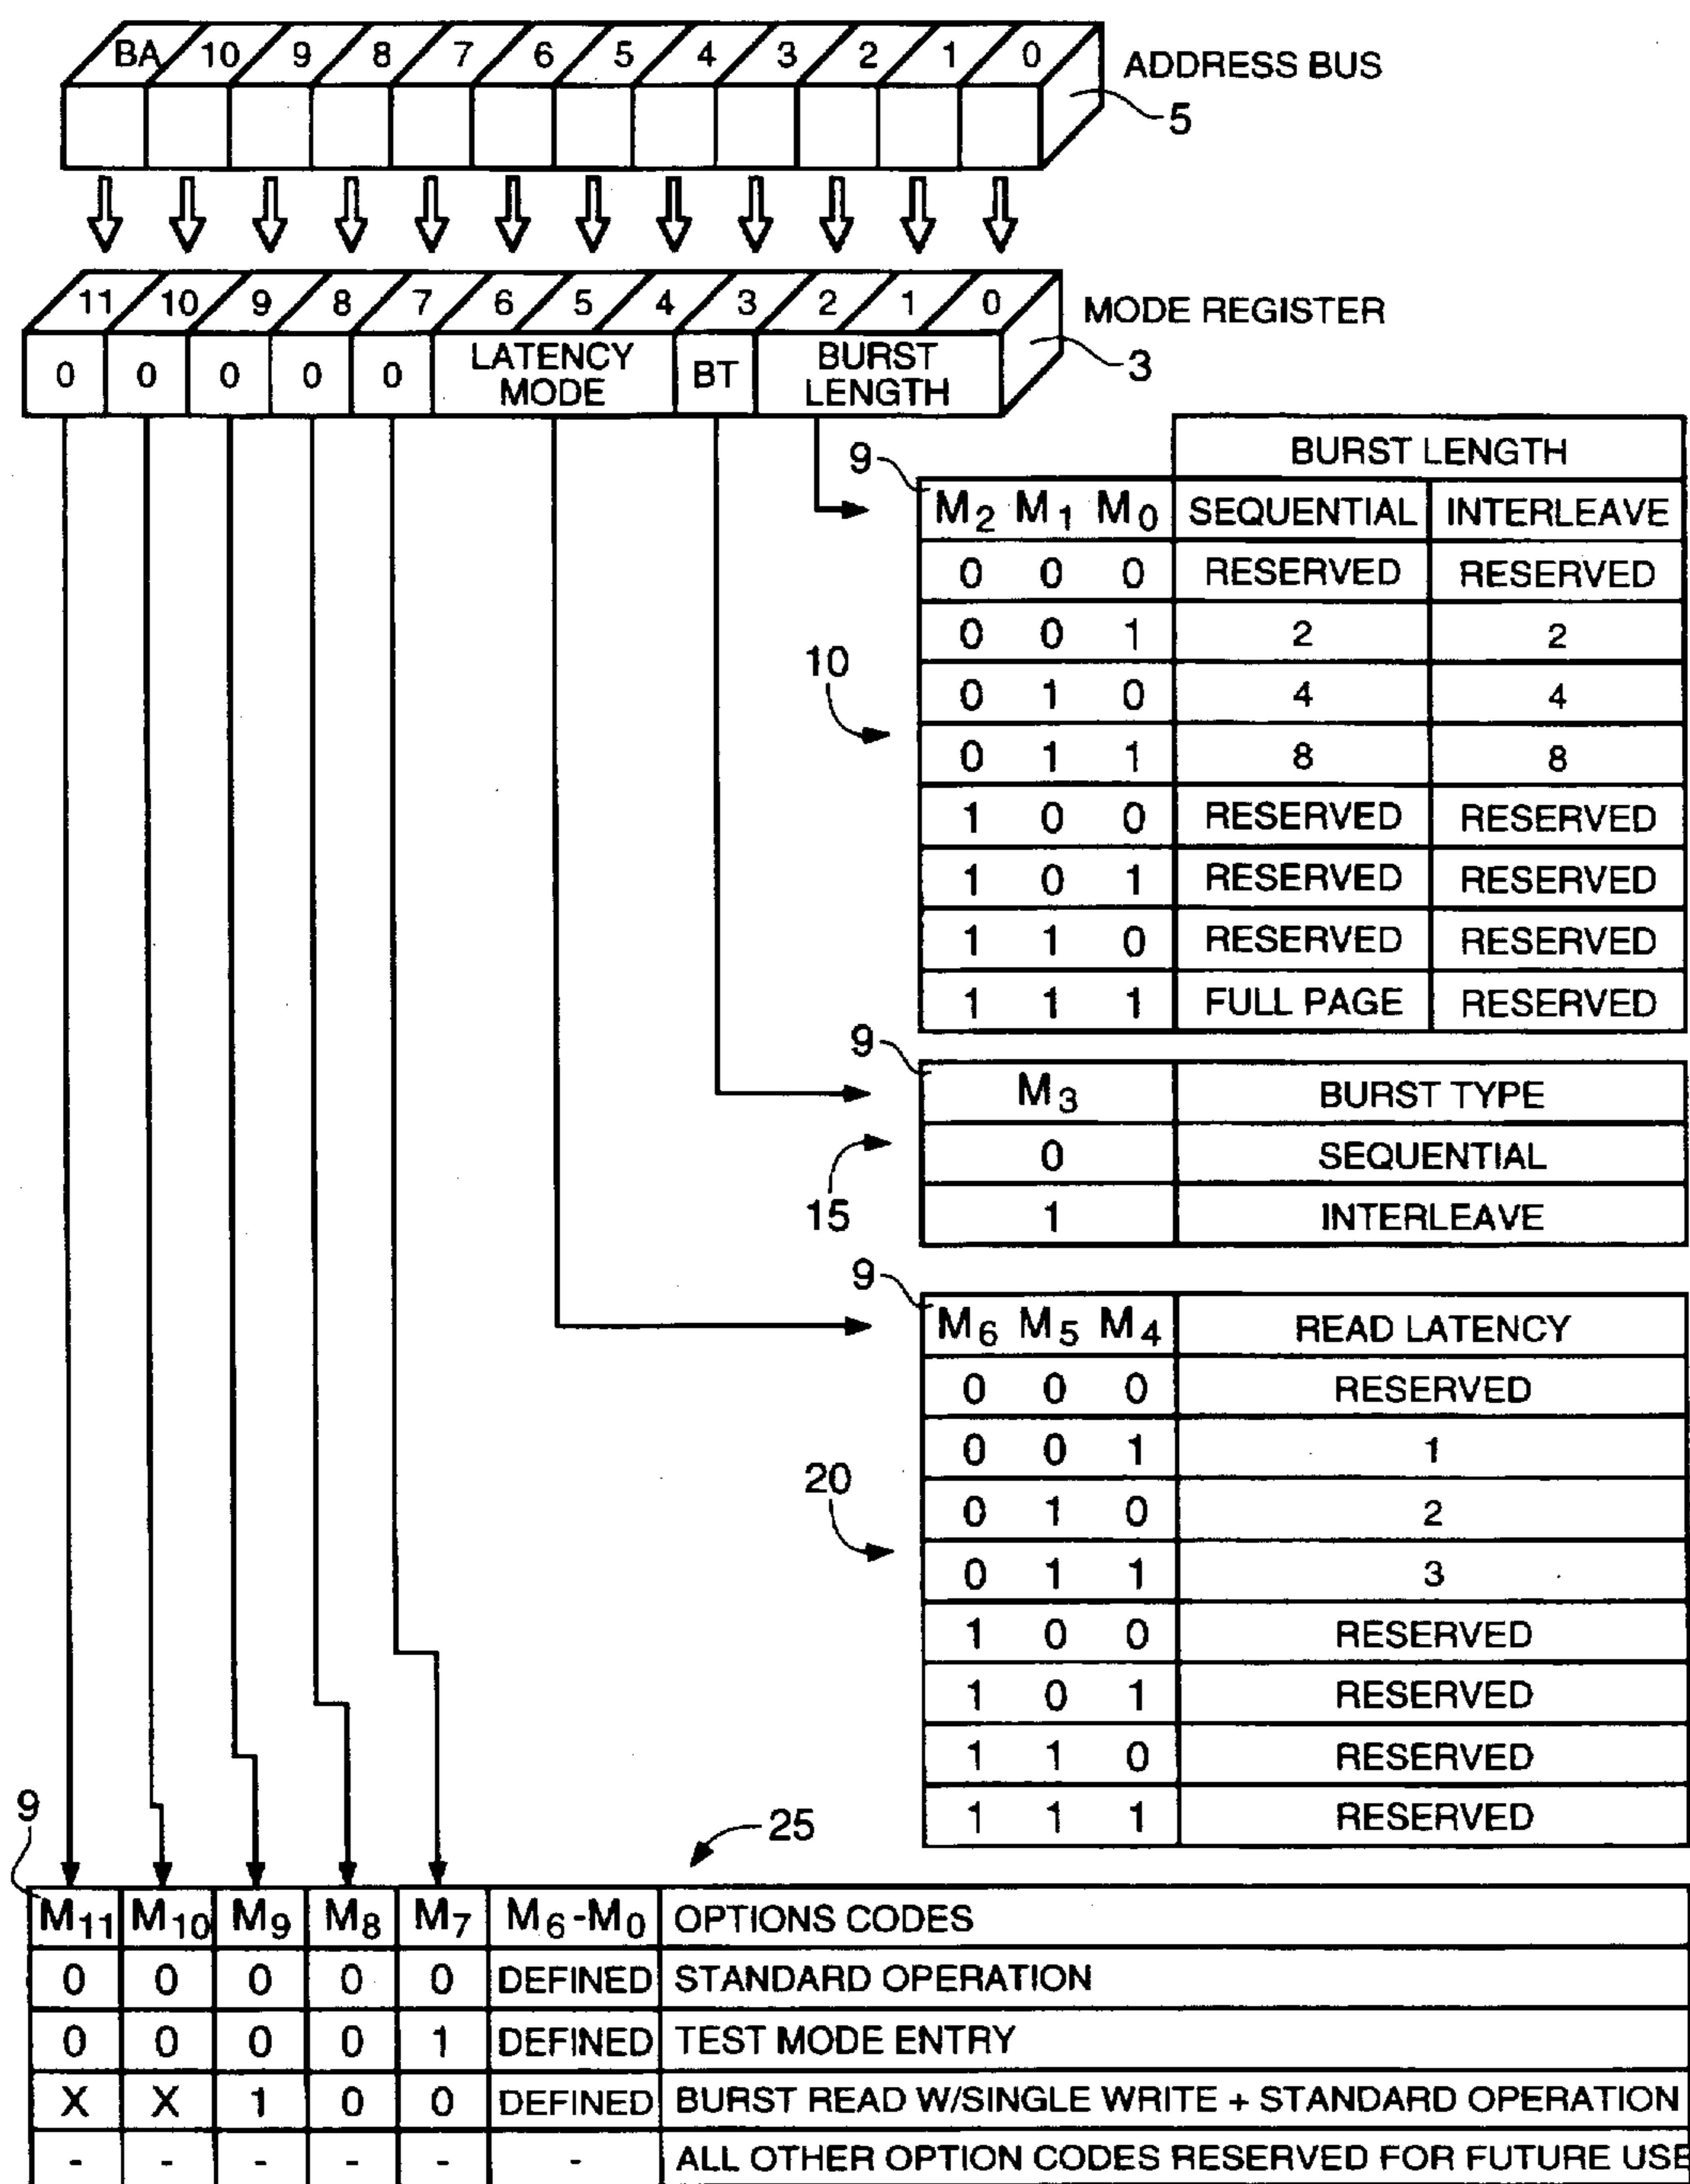 BA 10 9 8 7 6 5 4 3 2 1 0
ADDRESS BUS
5
11 10 9 8 7 6 5 4 3 2 1 0
MODE REGISTER
0 0 0 0 0 LATENCY MODE BT BURST LENGTH
3
BURST LENGTH
9
M2 M1 M0 SEQUENTIAL INTERLEAVE
0 0 0 RESERVED RESERVED
0 0 1 2 2
10
0 1 0 4 4
0 1 1 8 8
1 0 0 RESERVED RESERVED
1 0 1 RESERVED RESERVED
1 1 0 RESERVED RESERVED
1 1 1 FULL PAGE RESERVED
9
M3 BURST TYPE
0 SEQUENTIAL
15
1 INTERLEAVE
9
M6 M5 M4 READ LATENCY
0 0 0 RESERVED
0 0 1 1
20
0 1 0 2
0 1 1 3
1 0 0 RESERVED
1 0 1 RESERVED
1 1 0 RESERVED
1 1 1 RESERVED
9
25
M11 M10 M9 M8 M7 M6-M0 OPTIONS CODES
0 0 0 0 0 DEFINED STANDARD OPERATION
0 0 0 0 1 DEFINED TEST MODE ENTRY
X X 1 0 0 DEFINED BURST READ W/SINGLE WRITE + STANDARD OPERATION
- - - - - - ALL OTHER OPTION CODES RESERVED FOR FUTURE USE